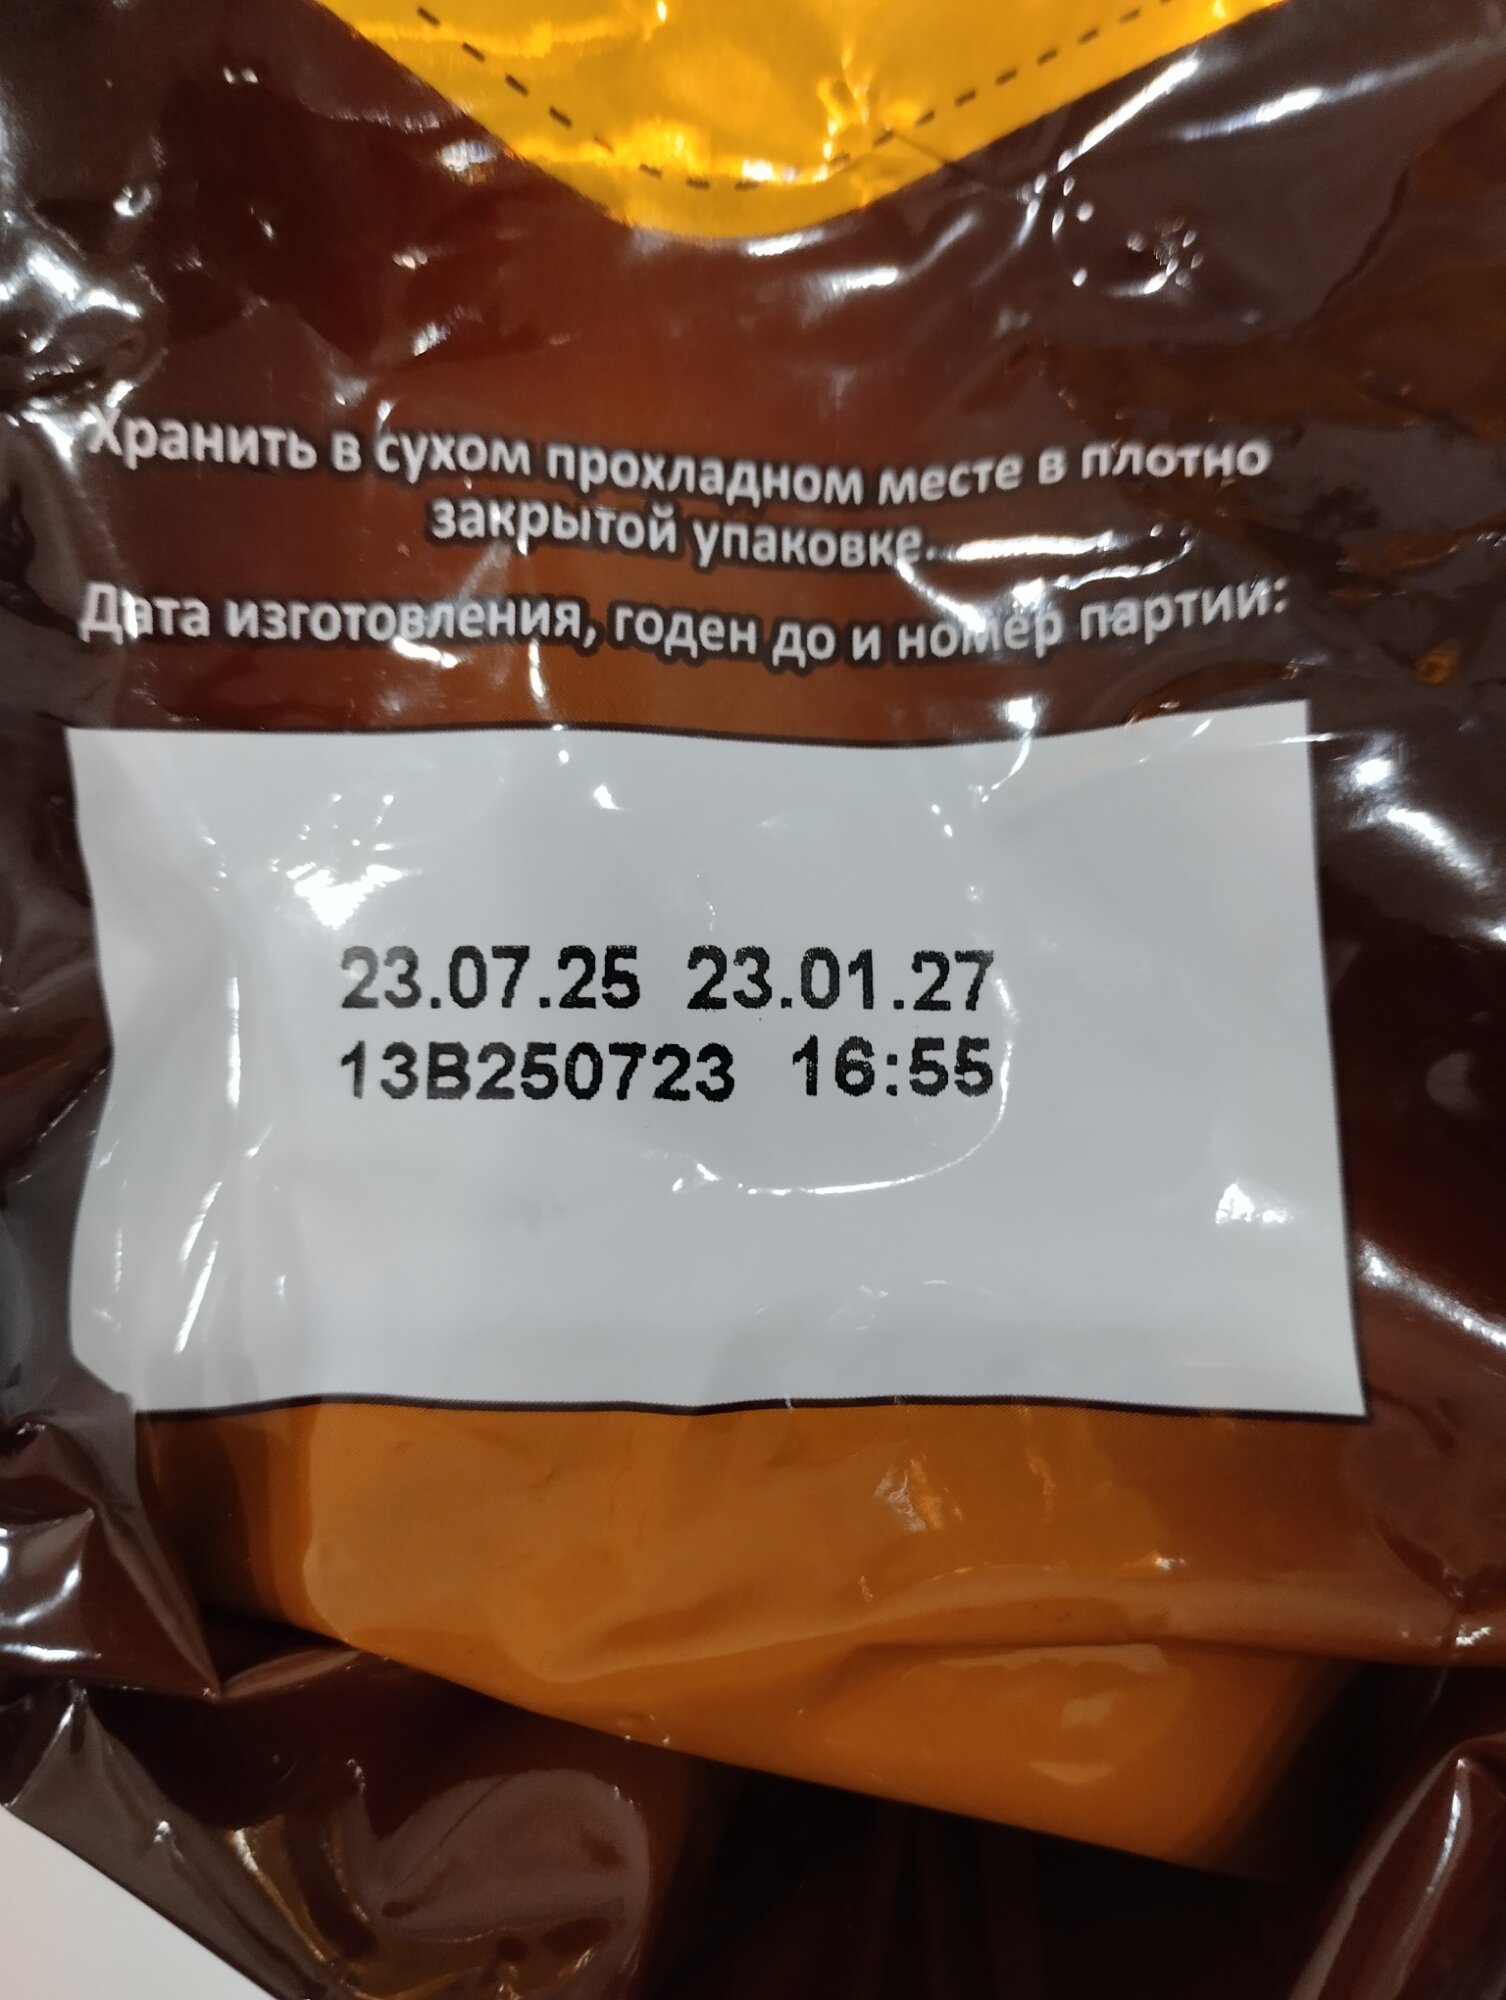 Хранить в сухом прохладном месте в плотно
закрытой упаковке.
Дата изготовления, годен до и номер партии:
23.07.25 23.01.27
13B250723 16:55